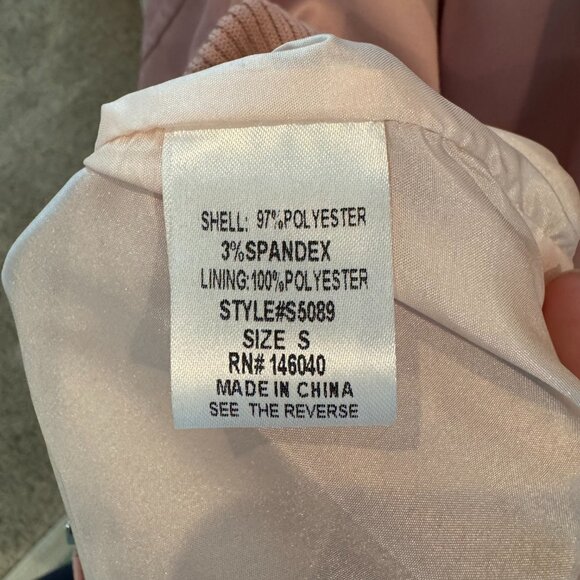 SHELL: 97%POLYESTER
3%SPANDEX
LINING:100%POLYESTER
STYLE#S5089
SIZE S
RN# 146040
MADE IN CHINA
SEE THE REVERSE